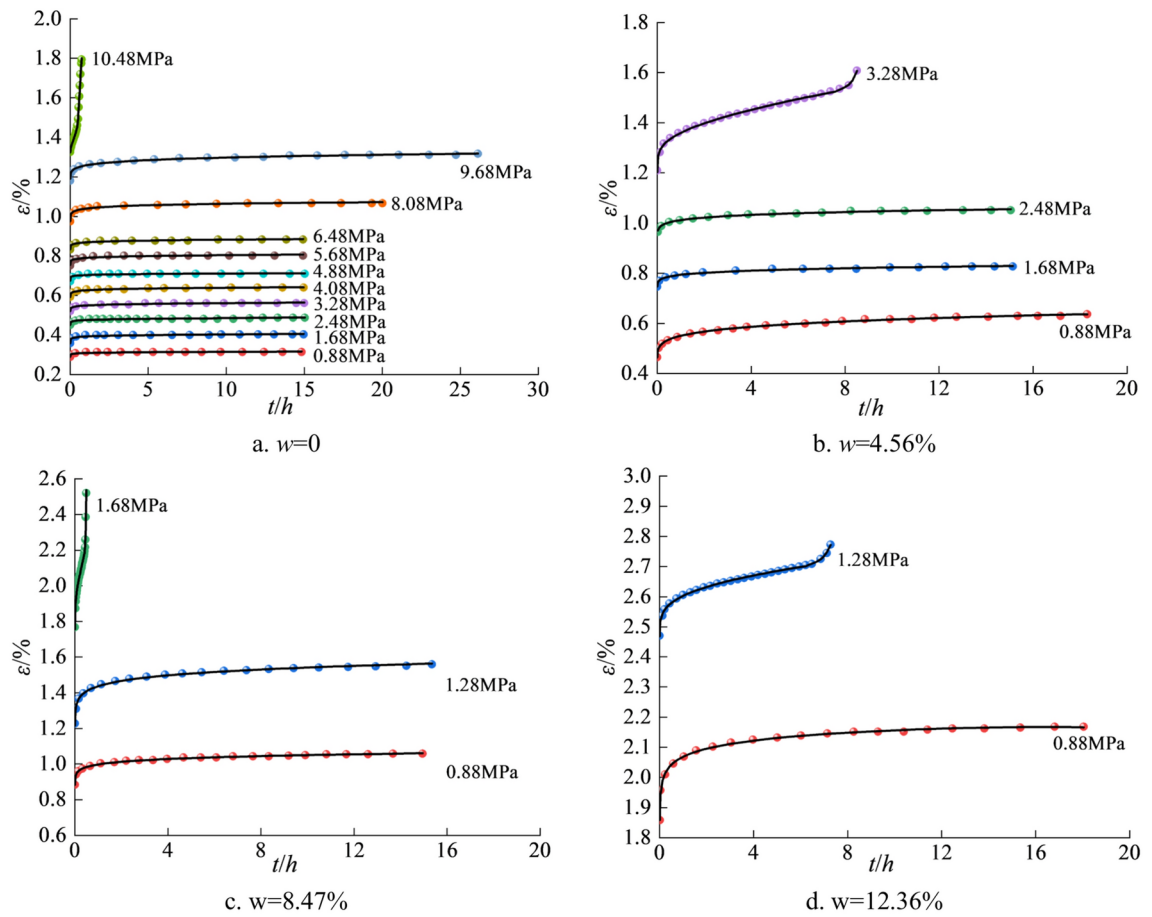 2.0
1.8
1.6
1.4
1.2
1.0
0.8
0.6
0.4
0.2
ε/%
10.48MPa
9.68MPa
8.08MPa
6.48MPa
5.68MPa
4.88MPa
4.08MPa
3.28MPa
2.48MPa
1.68MPa
0.88MPa
0 5 10 15 20 25 30
t/h
a. w=0
1.8
1.6
1.4
1.2
1.0
0.8
0.6
0.4
ε/%
3.28MPa
2.48MPa
1.68MPa
0.88MPa
0 4 8 12 16 20
t/h
b. w=4.56%
2.6
2.4
2.2
2.0
1.8
1.6
1.4
1.2
1.0
0.8
0.6
ε/%
1.68MPa
1.28MPa
0.88MPa
0 4 8 12 16 20
t/h
c. w=8.47%
3.0
2.9
2.8
2.7
2.6
2.5
2.4
2.3
2.2
2.1
2.0
1.9
1.8
ε/%
1.28MPa
0.88MPa
0 4 8 12 16 20
t/h
d. w=12.36%